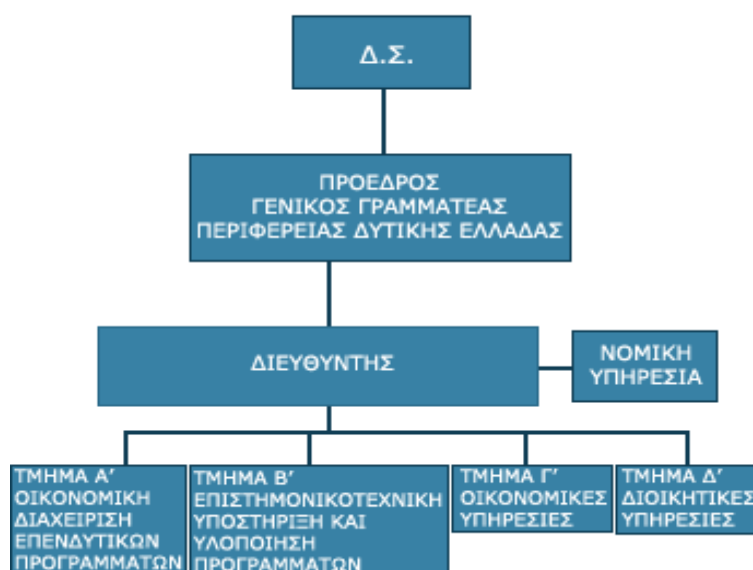 Δ.Σ.
ΠΡΟΕΔΡΟΣ
ΓΕΝΙΚΟΣ ΓΡΑΜΜΑΤΕΑΣ
ΠΕΡΙΦΕΡΕΙΑΣ ΔΥΤΙΚΗΣ ΕΛΛΑΔΑΣ
ΔΙΕΥΘΥΝΤΗΣ
ΝΟΜΙΚΗ
ΥΠΗΡΕΣΙΑ
ΤΜΗΜΑ Α'
ΟΙΚΟΝΟΜΙΚΗ
ΔΙΑΧΕΙΡΙΣΗ
ΕΠΕΝΔΥΤΙΚΩΝ
ΠΡΟΓΡΑΜΜΑΤΩΝ
ΤΜΗΜΑ Β'
ΕΠΙΣΤΗΜΟΝΙΚΟΤΕΧΝΙΚΗ
ΥΠΟΣΤΗΡΙΞΗ ΚΑΙ
ΥΛΟΠΟΙΗΣΗ
ΠΡΟΓΡΑΜΜΑΤΩΝ
ΤΜΗΜΑ Γ'
ΟΙΚΟΝΟΜΙΚΕΣ
ΥΠΗΡΕΣΙΕΣ
ΤΜΗΜΑ Δ'
ΔΙΟΙΚΗΤΙΚΕΣ
ΥΠΗΡΕΣΙΕΣ